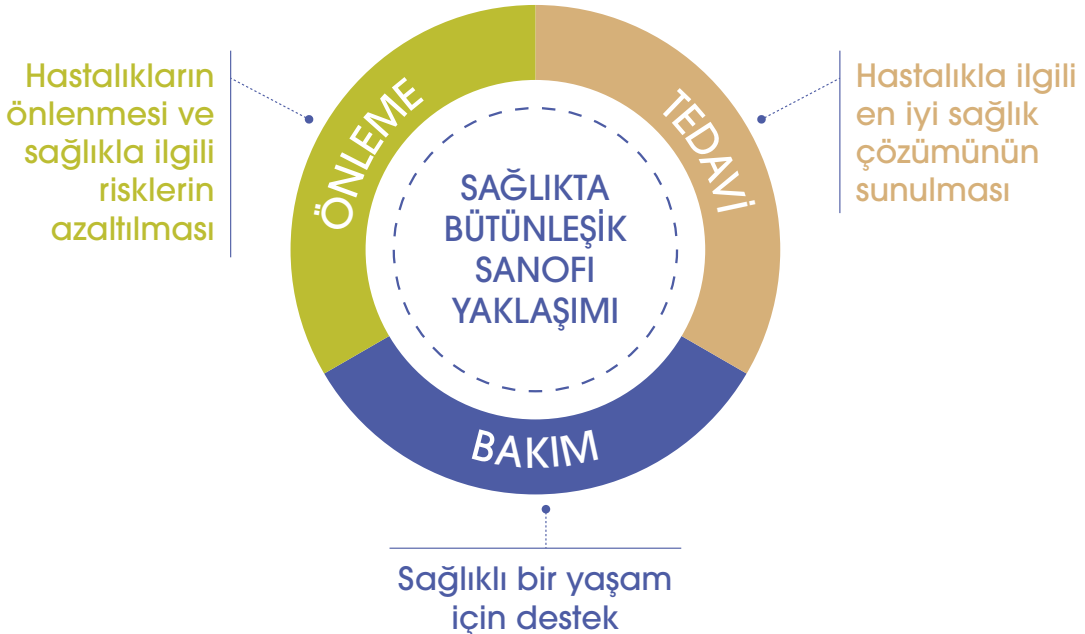 Hastalıkların
önlenmesi ve
sağlıkla ilgili
risklerin
azaltılması
ÖNLEME
TEDAVİ
Hastalıkla ilgili
en iyi sağlık
çözümünün
sunulması
SAĞLIKTA
BÜTÜNLEŞİK
SANOFI
YAKLAŞIMI
BAKIM
Sağlıklı bir yaşam
için destek